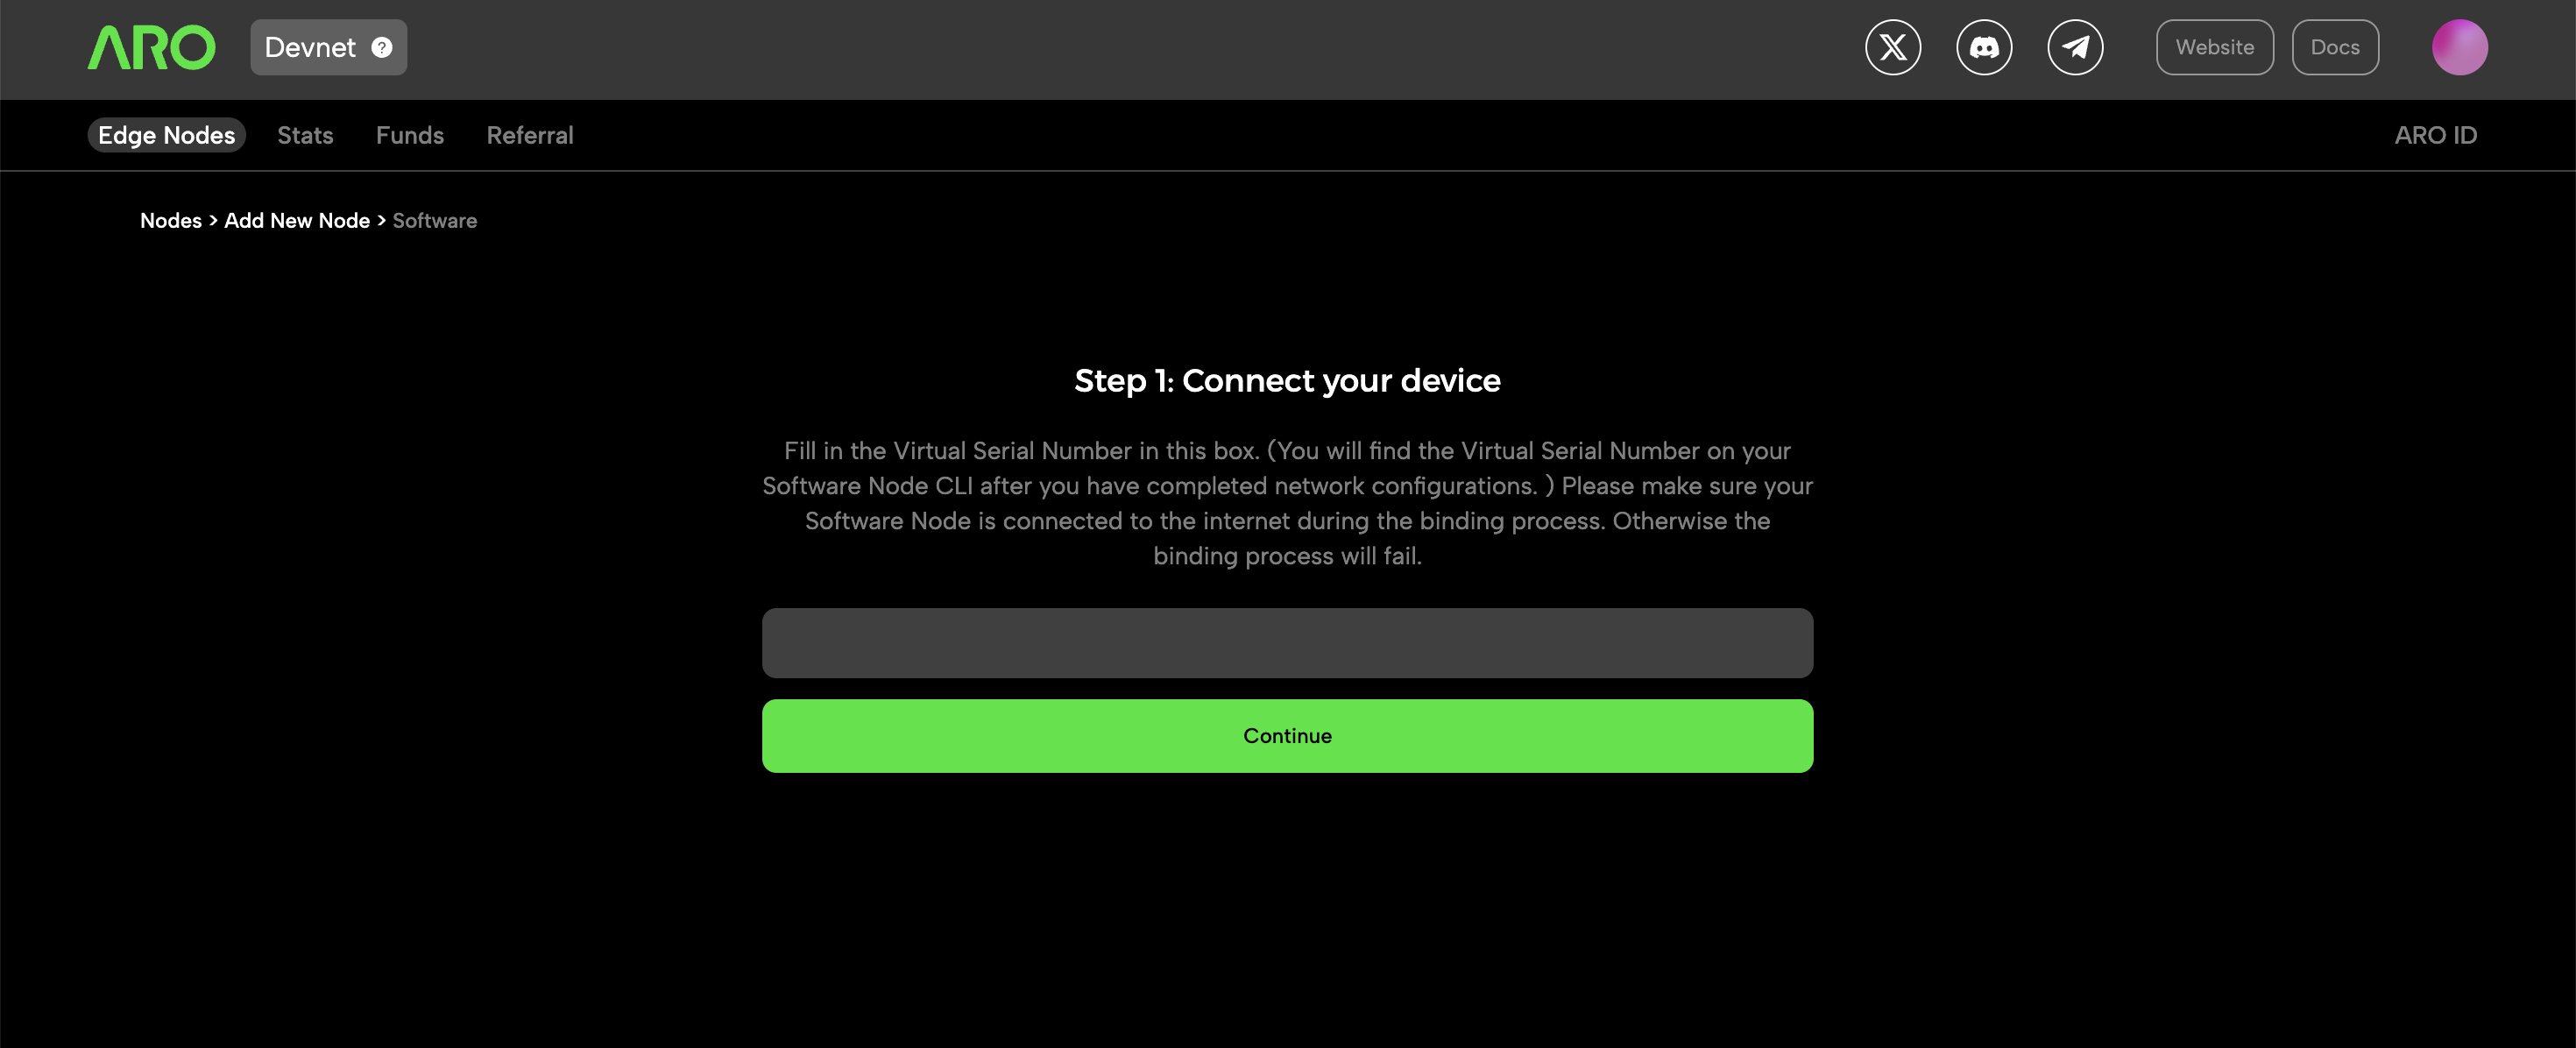 ARO Devnet ? Website Docs
Edge Nodes Stats Funds Referral ARO ID
Nodes > Add New Node > Software
Step 1: Connect your device
Fill in the Virtual Serial Number in this box. (You will find the Virtual Serial Number on your
Software Node CLI after you have completed network configurations. ) Please make sure your
Software Node is connected to the internet during the binding process. Otherwise the
binding process will fail.
Continue